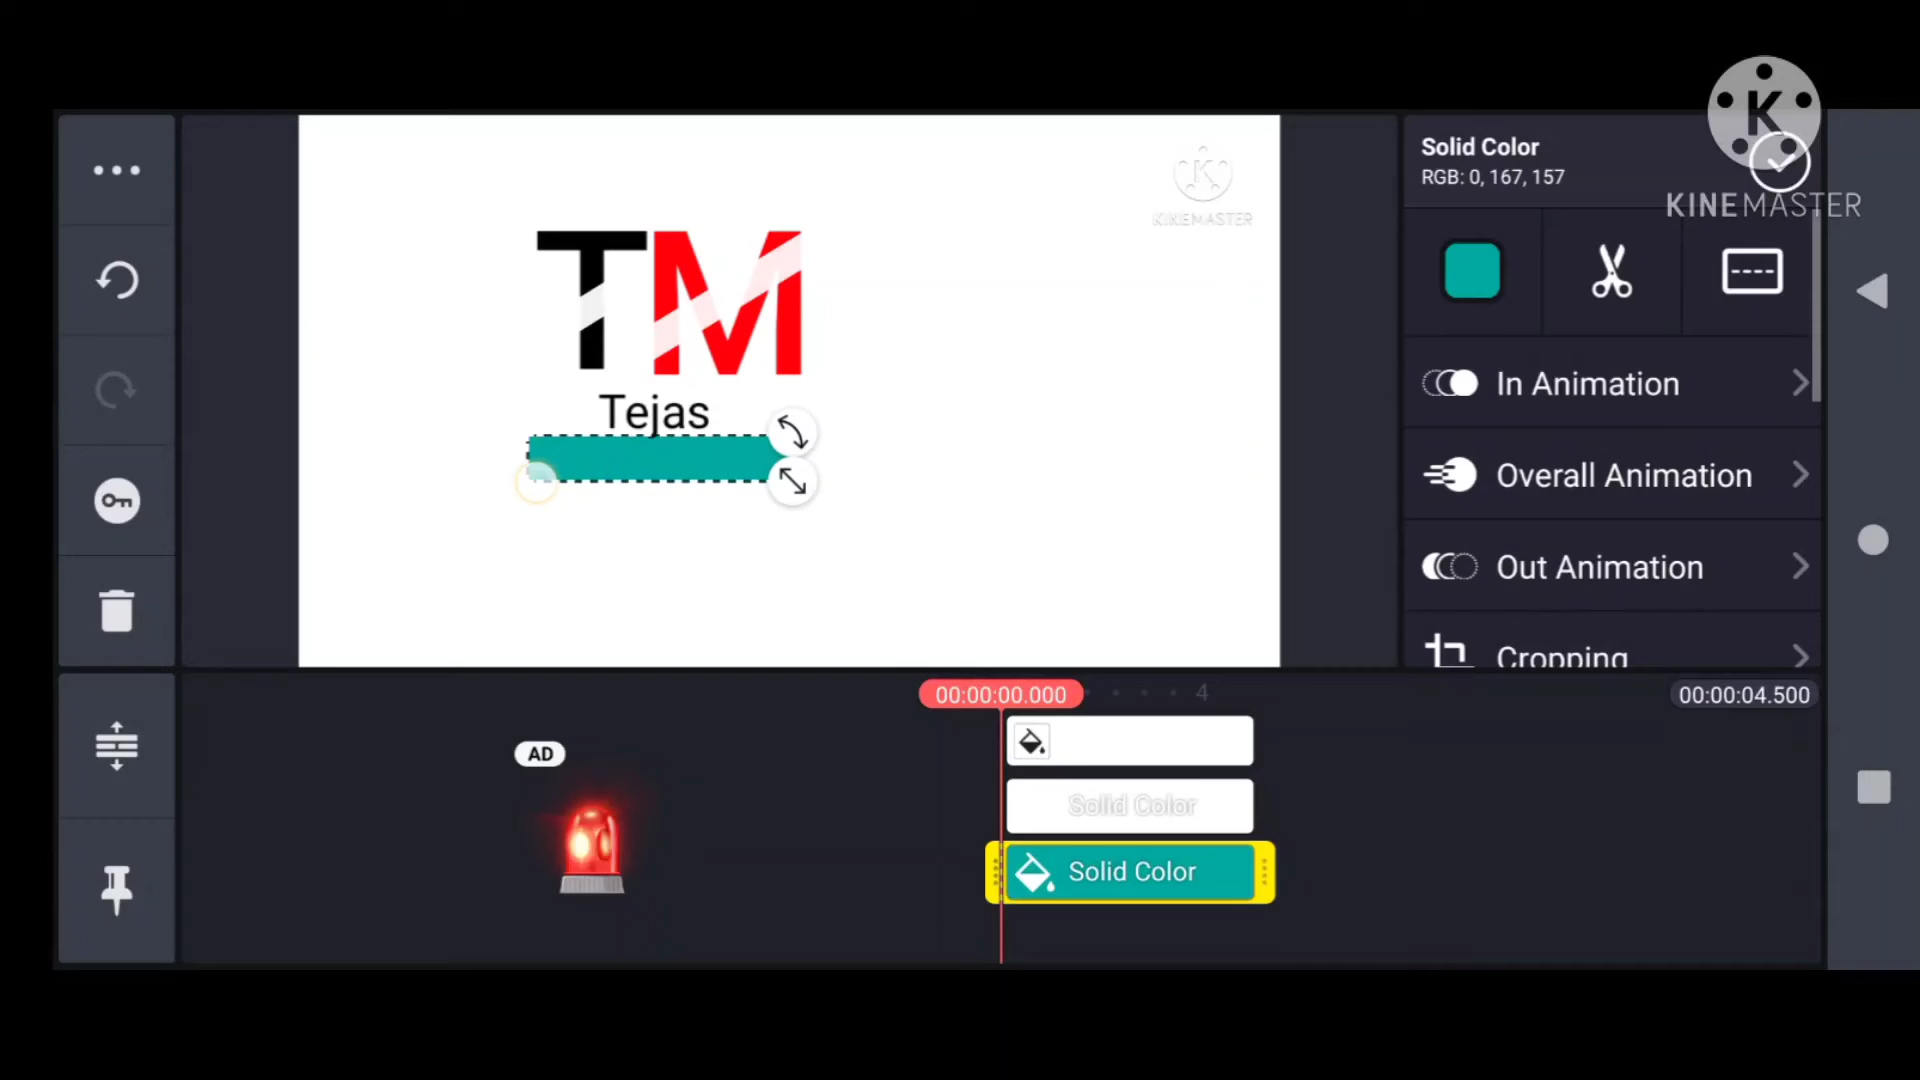 K
KINEMASTER
Solid Color
RGB: 0, 167, 157
K
KINEMASTER
TM
Tejas
In Animation
Overall Animation
Out Animation
Cropping
00:00:00.000
4
00:00:04.500
AD
Solid Color
Solid Color